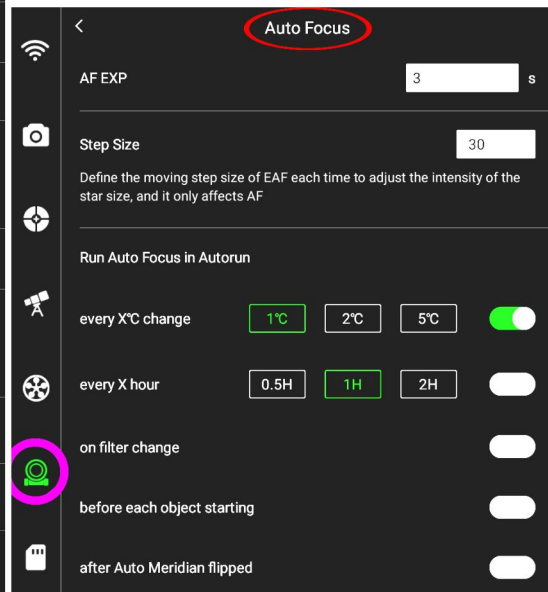 Auto Focus
AF EXP
3
s
Step Size
30
Define the moving step size of EAF each time to adjust the intensity of the
star size, and it only affects AF
Run Auto Focus in Autorun
every X℃ change
1℃
2℃
5℃
every X hour
0.5H
1H
2H
on filter change
before each object starting
after Auto Meridian flipped